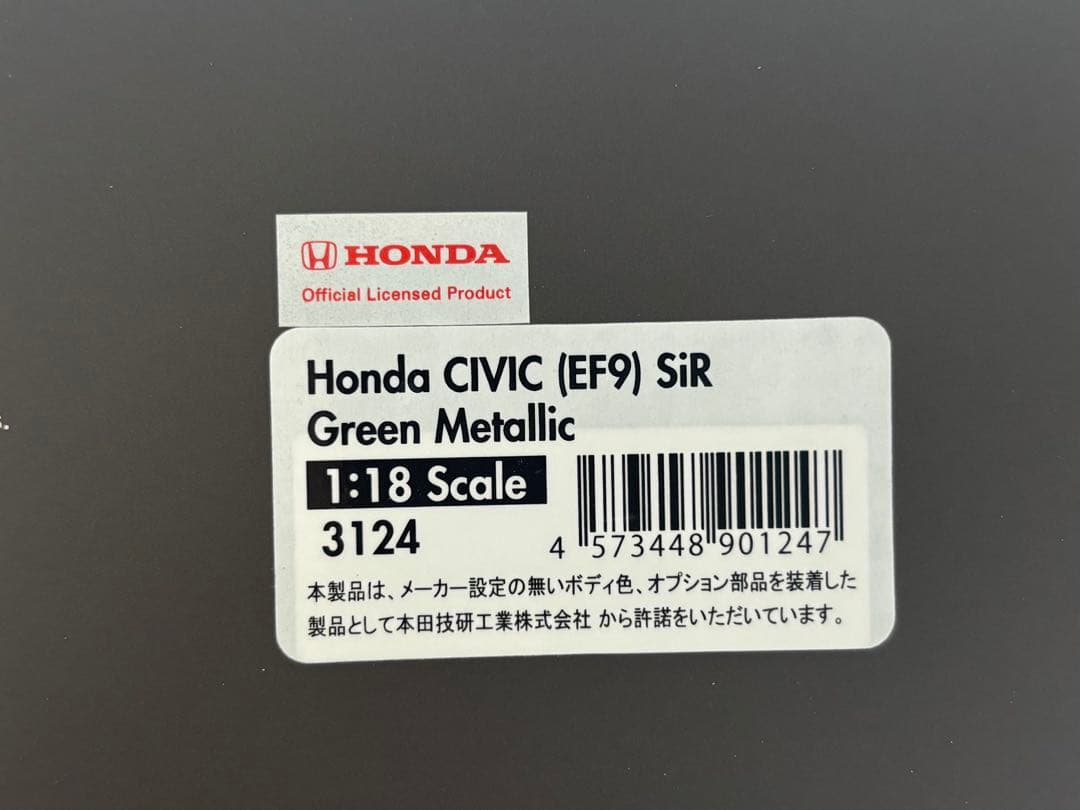 HONDA
Official Licensed Product
Honda CIVIC (EF9) SiR
Green Metallic
1:18 Scale
3124
4 573448 901247
本製品は、メーカー設定の無いボディ色、オプション部品を装着した
製品として本田技研工業株式会社 から許諾をいただいています。